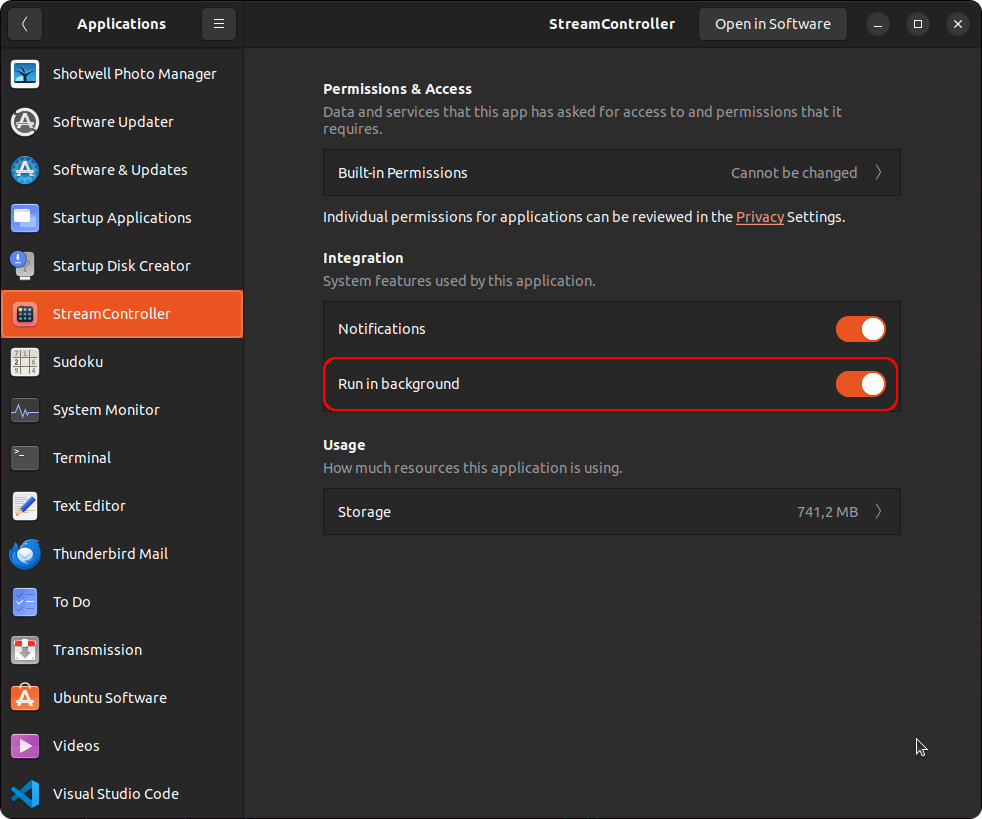 Applications
StreamController
Open in Software
Shotwell Photo Manager
Software Updater
Software & Updates
Startup Applications
Startup Disk Creator
StreamController
Sudoku
System Monitor
Terminal
Text Editor
Thunderbird Mail
To Do
Transmission
Ubuntu Software
Videos
Visual Studio Code
Permissions & Access
Data and services that this app has asked for access to and permissions that it
requires.
Built-in Permissions Cannot be changed
Individual permissions for applications can be reviewed in the Privacy Settings.
Integration
System features used by this application.
Notifications
Run in background
Usage
How much resources this application is using.
Storage 741,2 MB